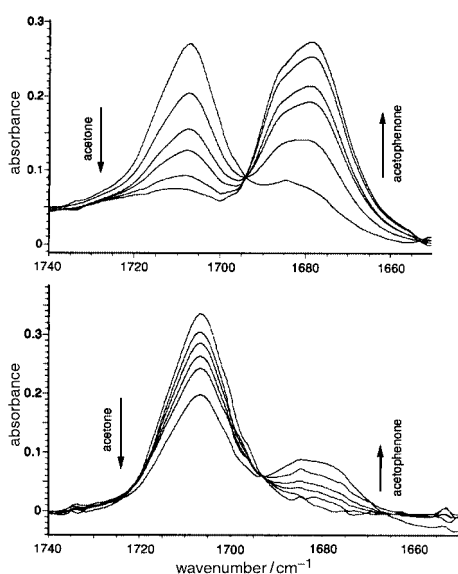 0.3
0.2
0.1
0
absorbance
acetone
acetophenone
1740
1720
1700
1680
1660
0.3
0.2
0.1
0
absorbance
acetone
acetophenone
1740
1720
1700
1680
1660
wavenumber/cm⁻¹